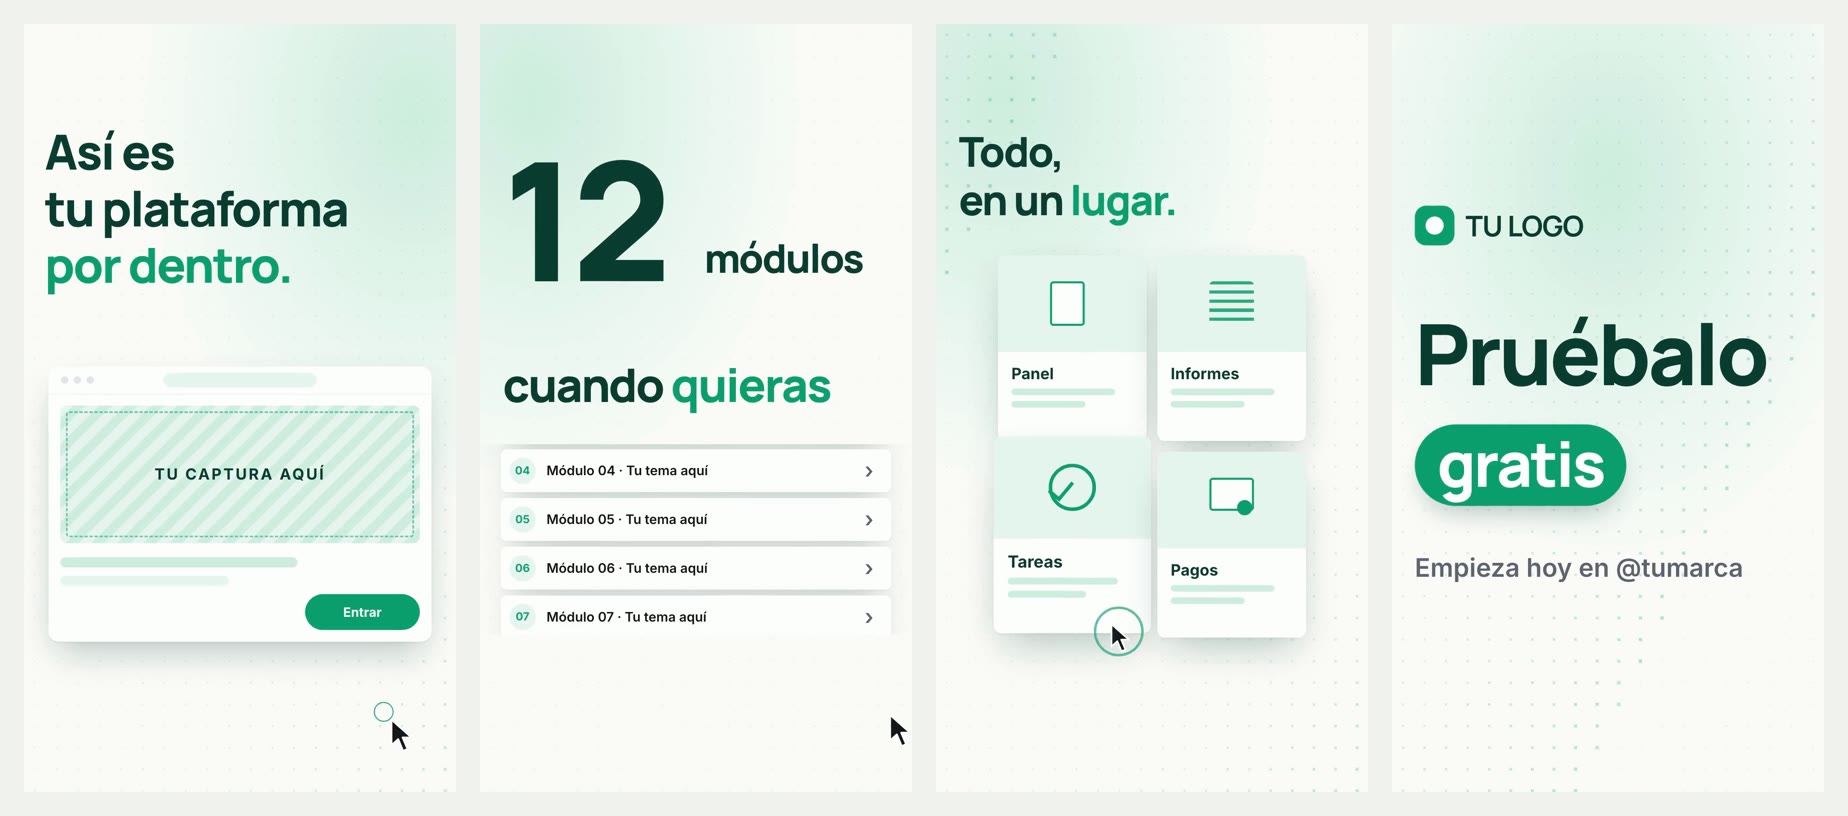 Así es
tu plataforma
por dentro.
TU CAPTURA AQUÍ
Entrar
12 módulos
cuando quieras
04 Módulo 04 · Tu tema aquí
05 Módulo 05 · Tu tema aquí
06 Módulo 06 · Tu tema aquí
07 Módulo 07 · Tu tema aquí
Todo,
en un lugar.
Panel
Informes
Tareas
Pagos
TU LOGO
Pruébalo
gratis
Empieza hoy en @tumarca